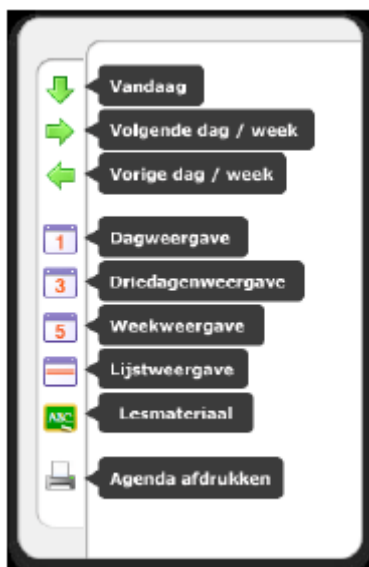 Vandaag
Volgende dag / week
Vorige dag / week
1 Dagweergave
3 Driedagenweergave
5 Weekweergave
Lijstweergave
ABC Lesmateriaal
Agenda afdrukken